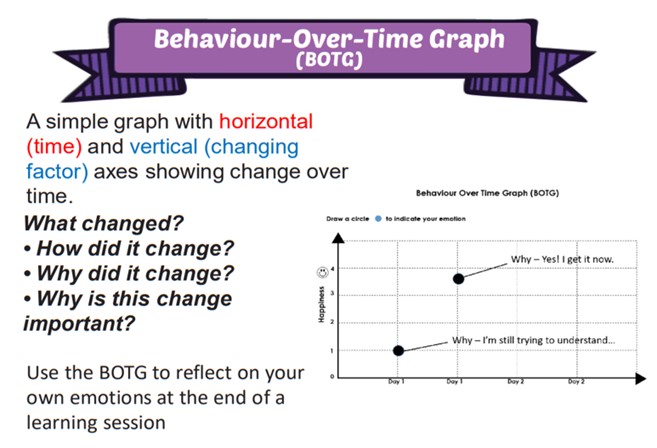 Behaviour-Over-Time Graph
(BOTG)
A simple graph with horizontal
(time) and vertical (changing
factor) axes showing change over
time.
What changed?
• How did it change?
• Why did it change?
• Why is this change
important?
Use the BOTG to reflect on your
own emotions at the end of a
learning session
Behaviour Over Time Graph (BOTG)
Draw a circle to indicate your emotion
Why – Yes! I get it now.
Why – I'm still trying to understand...
Happiness
4
3
2
1
0
Day 1 Day 1 Day 2 Day 2